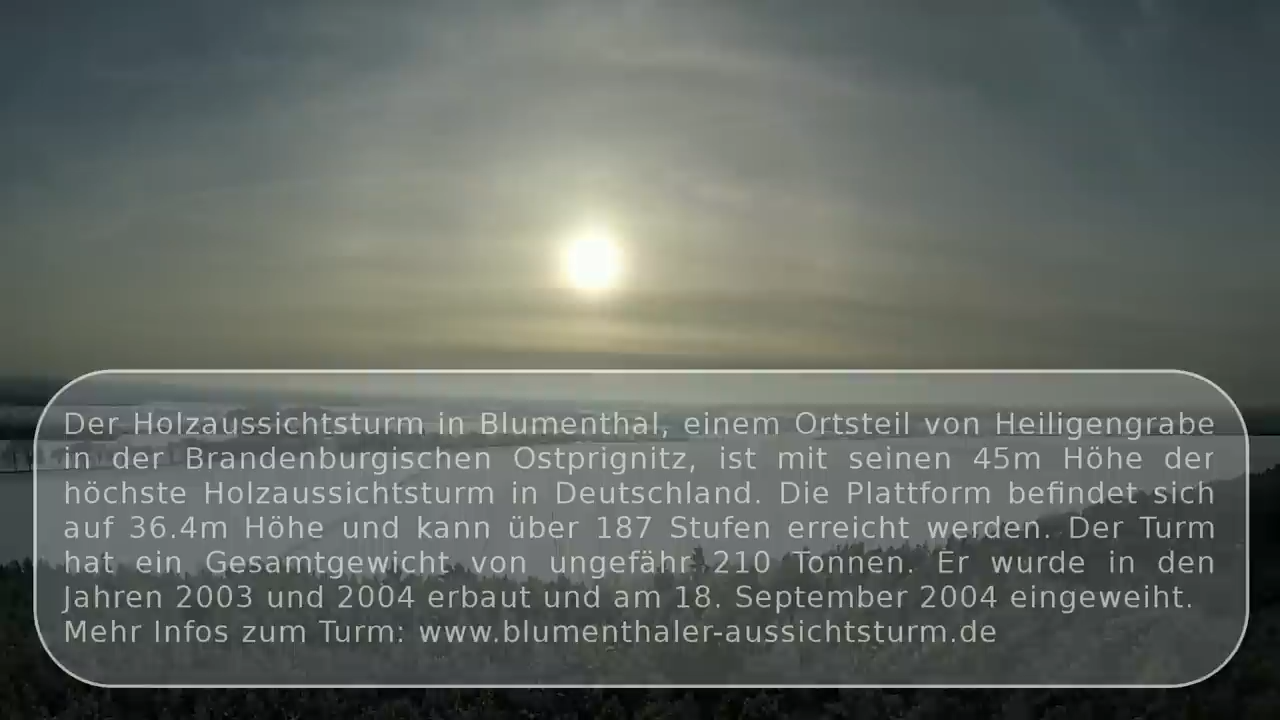 Der Holzaussichtsturm in Blumenthal, einem Ortsteil von Heiligengrabe
in der Brandenburgischen Ostprignitz, ist mit seinen 45m Höhe der
höchste Holzaussichtsturm in Deutschland. Die Plattform befindet sich
auf 36.4m Höhe und kann über 187 Stufen erreicht werden. Der Turm
hat ein Gesamtgewicht von ungefähr 210 Tonnen. Er wurde in den
Jahren 2003 und 2004 erbaut und am 18. September 2004 eingeweiht.
Mehr Infos zum Turm: www.blumenthaler-aussichtsturm.de